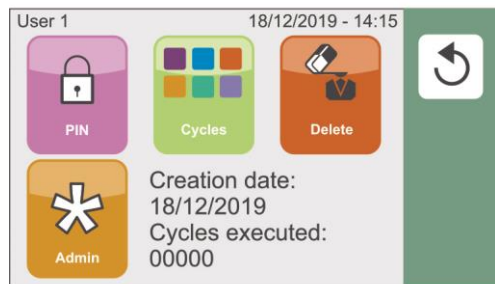 User 1 18/12/2019 - 14:15
PIN Cycles Delete
Admin
Creation date:
18/12/2019
Cycles executed:
00000